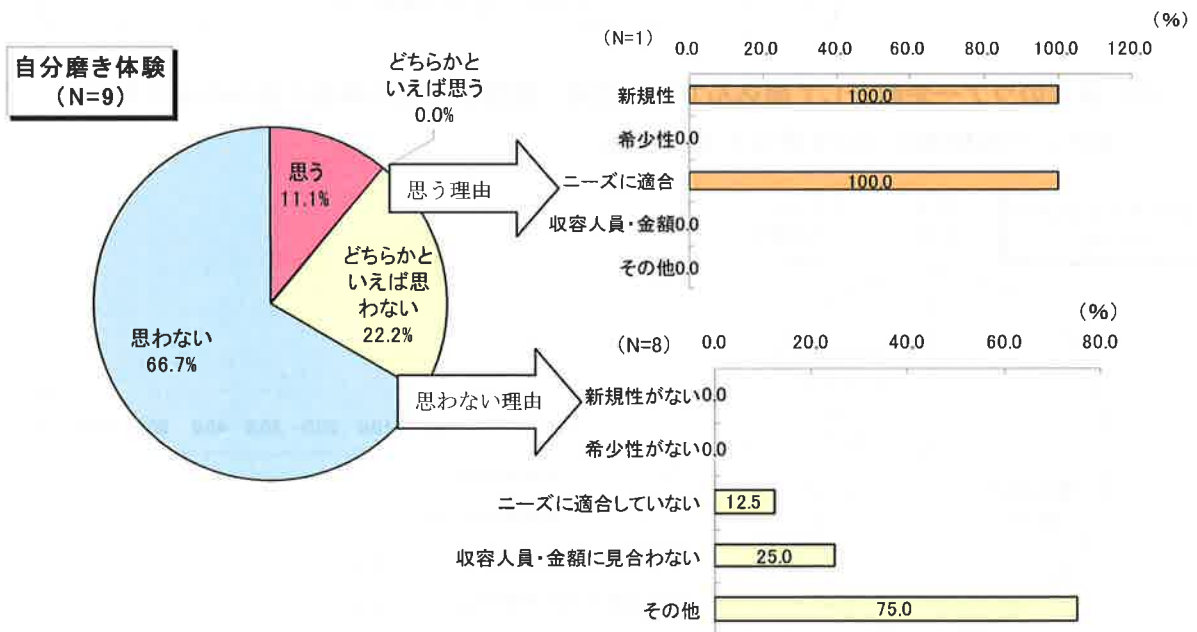 自分磨き体験
(N=9)
どちらかと
いえば思う
0.0%
思う
11.1%
どちらかと
いえば思
わない
22.2%
思わない
66.7%
思う理由
(%)
(N=1)
0.0 20.0 40.0 60.0 80.0 100.0 120.0
新規性 100.0
希少性 0.0
ニーズに適合 100.0
収容人員・金額 0.0
その他 0.0
思わない理由
(%)
(N=8) 0.0 20.0 40.0 60.0 80.0
新規性がない 0.0
希少性がない 0.0
ニーズに適合していない 12.5
収容人員・金額に見合わない 25.0
その他 75.0